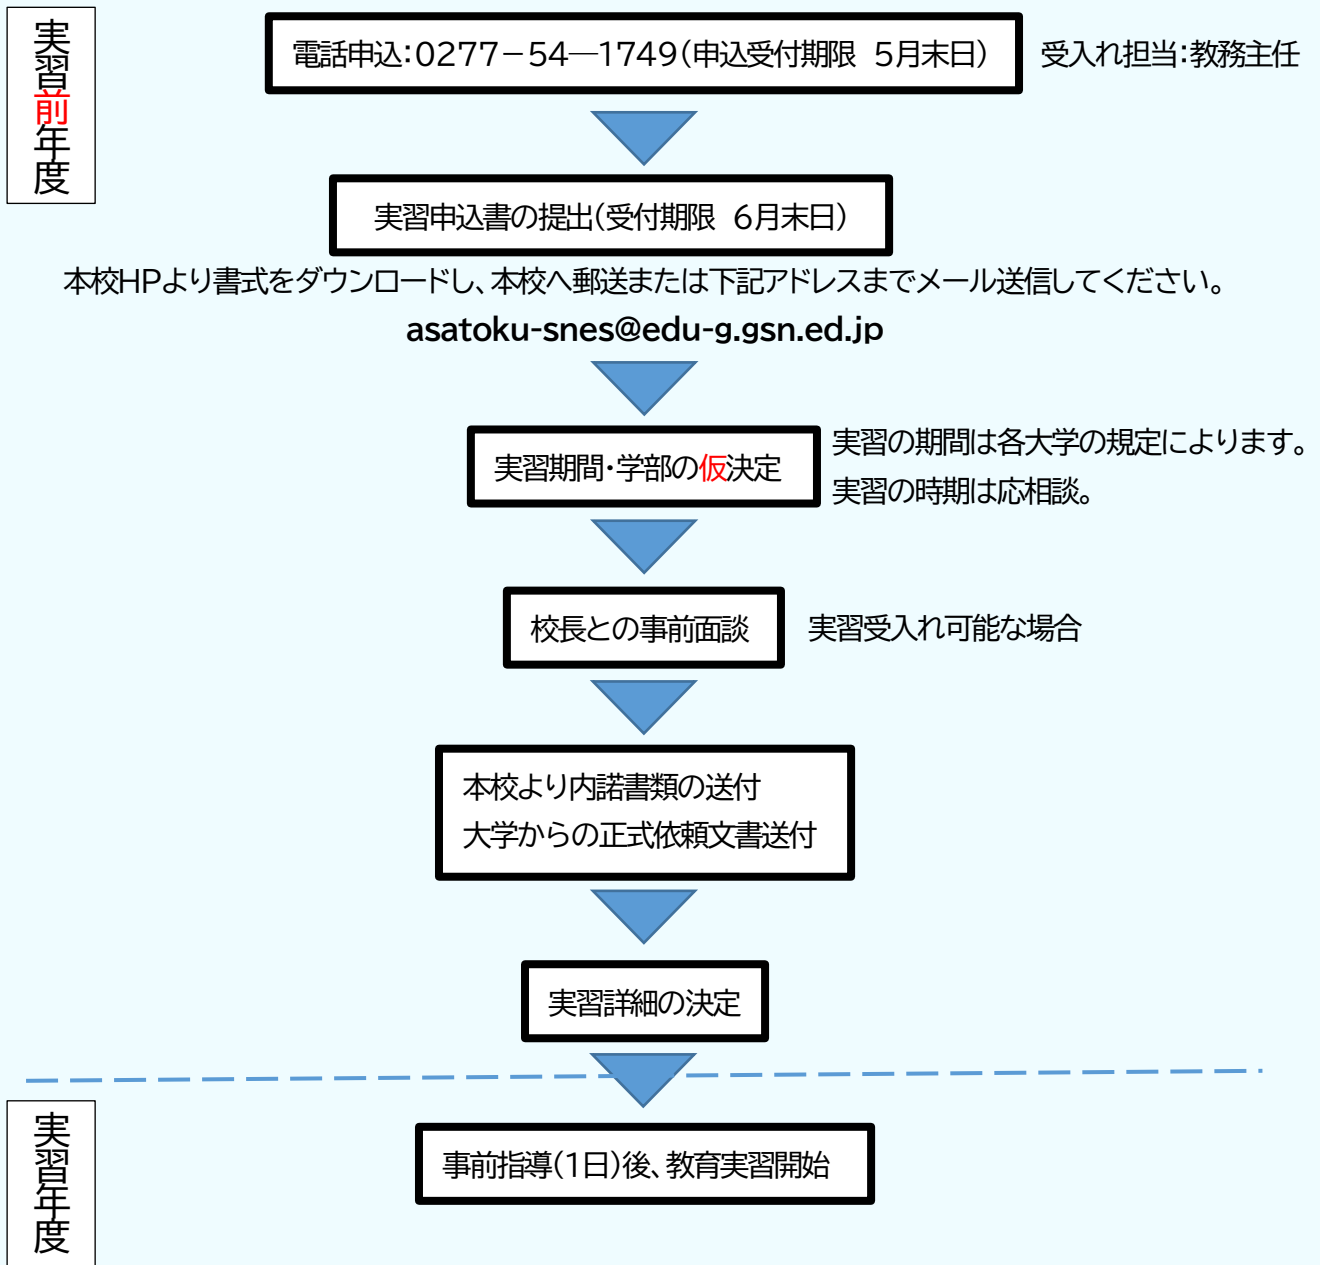 実習前年度
電話申込:0277-54―1749(申込受付期限 5月末日)
受入れ担当:教務主任
実習申込書の提出(受付期限 6月末日)
本校HPより書式をダウンロードし、本校へ郵送または下記アドレスまでメール送信してください。
asatoku-snes@edu-g.gsn.ed.jp
実習期間・学部の仮決定
実習の期間は各大学の規定によります。
実習の時期は応相談。
校長との事前面談
実習受入れ可能な場合
本校より内諾書類の送付
大学からの正式依頼文書送付
実習詳細の決定
実習年度
事前指導(1日)後、教育実習開始